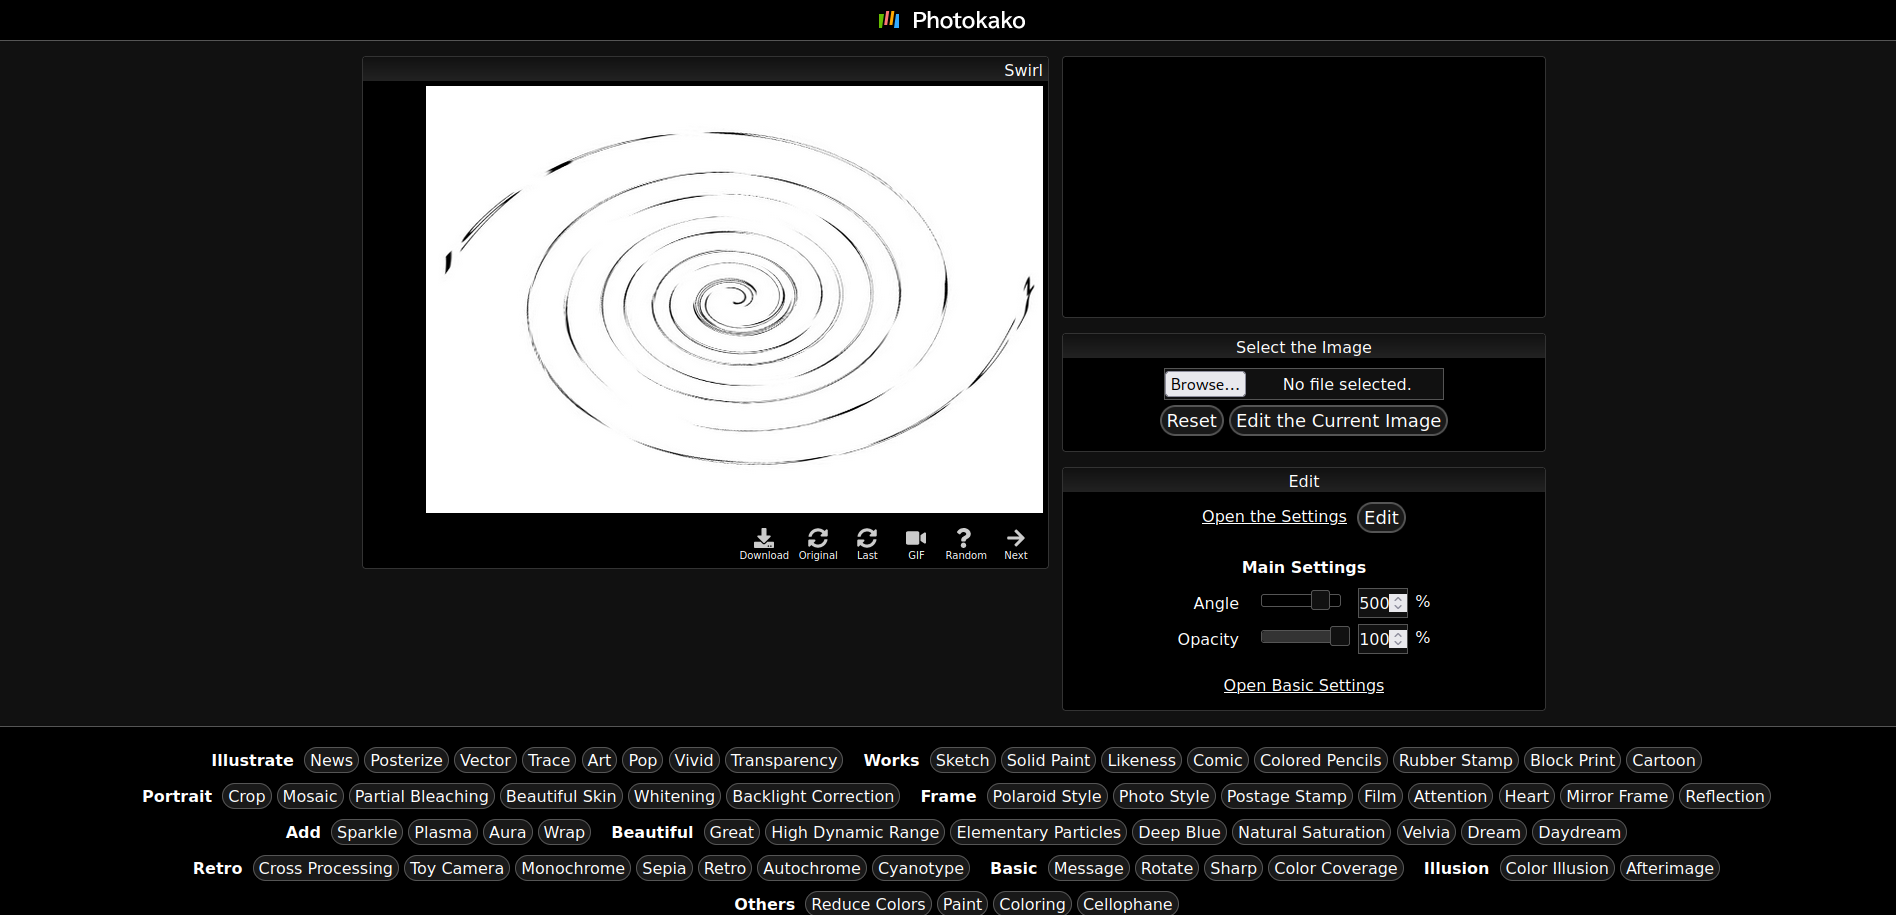 Photokako
Swirl
Download Original Last GIF Random Next
Select the Image
Browse... No file selected.
Reset Edit the Current Image
Edit
Open the Settings Edit
Main Settings
Angle 500 %
Opacity 100 %
Open Basic Settings
Illustrate News Posterize Vector Trace Art Pop Vivid Transparency Works Sketch Solid Paint Likeness Comic Colored Pencils Rubber Stamp Block Print Cartoon
Portrait Crop Mosaic Partial Bleaching Beautiful Skin Whitening Backlight Correction Frame Polaroid Style Photo Style Postage Stamp Film Attention Heart Mirror Frame Reflection
Add Sparkle Plasma Aura Wrap Beautiful Great High Dynamic Range Elementary Particles Deep Blue Natural Saturation Velvia Dream Daydream
Retro Cross Processing Toy Camera Monochrome Sepia Retro Autochrome Cyanotype Basic Message Rotate Sharp Color Coverage Illusion Color Illusion Afterimage
Others Reduce Colors Paint Coloring Cellophane